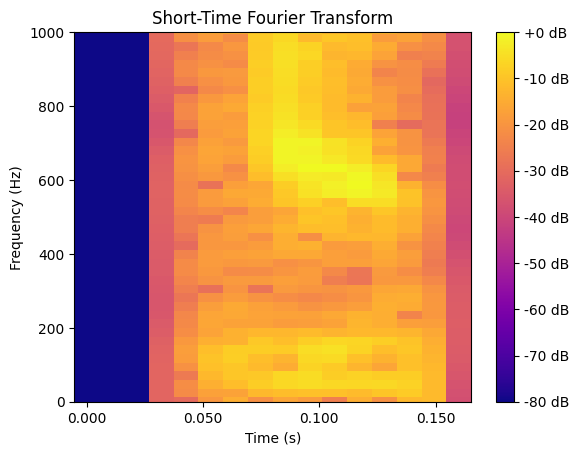 Short-Time Fourier Transform
1000
800
600
400
200
0
Frequency (Hz)
0.000
0.050
0.100
0.150
Time (s)
+0 dB
-10 dB
-20 dB
-30 dB
-40 dB
-50 dB
-60 dB
-70 dB
-80 dB